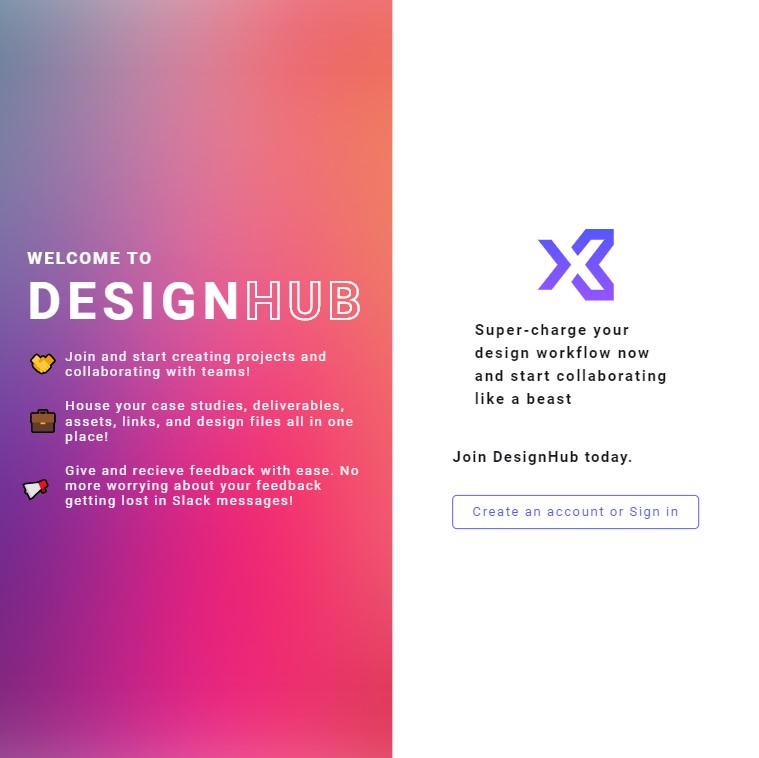 WELCOME TO
DESIGNHUB
Join and start creating projects and
collaborating with teams!
House your case studies, deliverables,
assets, links, and design files all in one
place!
Give and recieve feedback with ease. No
more worrying about your feedback
getting lost in Slack messages!
Super-charge your
design workflow now
and start collaborating
like a beast
Join DesignHub today.
Create an account or Sign in